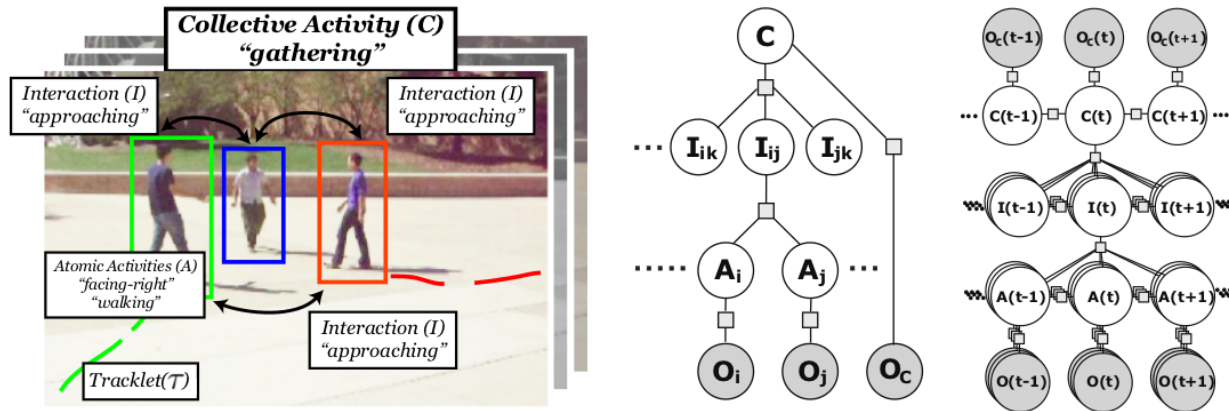 Collective Activity (C)
“gathering”
Interaction (I)
“approaching”
Interaction (I)
“approaching”
Atomic Activities (A)
“facing-right”
“walking”
Interaction (I)
“approaching”
Tracklet(τ)
C
I_ik I_ij I_jk
A_i A_j
O_i O_j O_C
O_C(t-1) O_C(t) O_C(t+1)
C(t-1) C(t) C(t+1)
I(t-1) I(t) I(t+1)
A(t-1) A(t) A(t+1)
O(t-1) O(t) O(t+1)